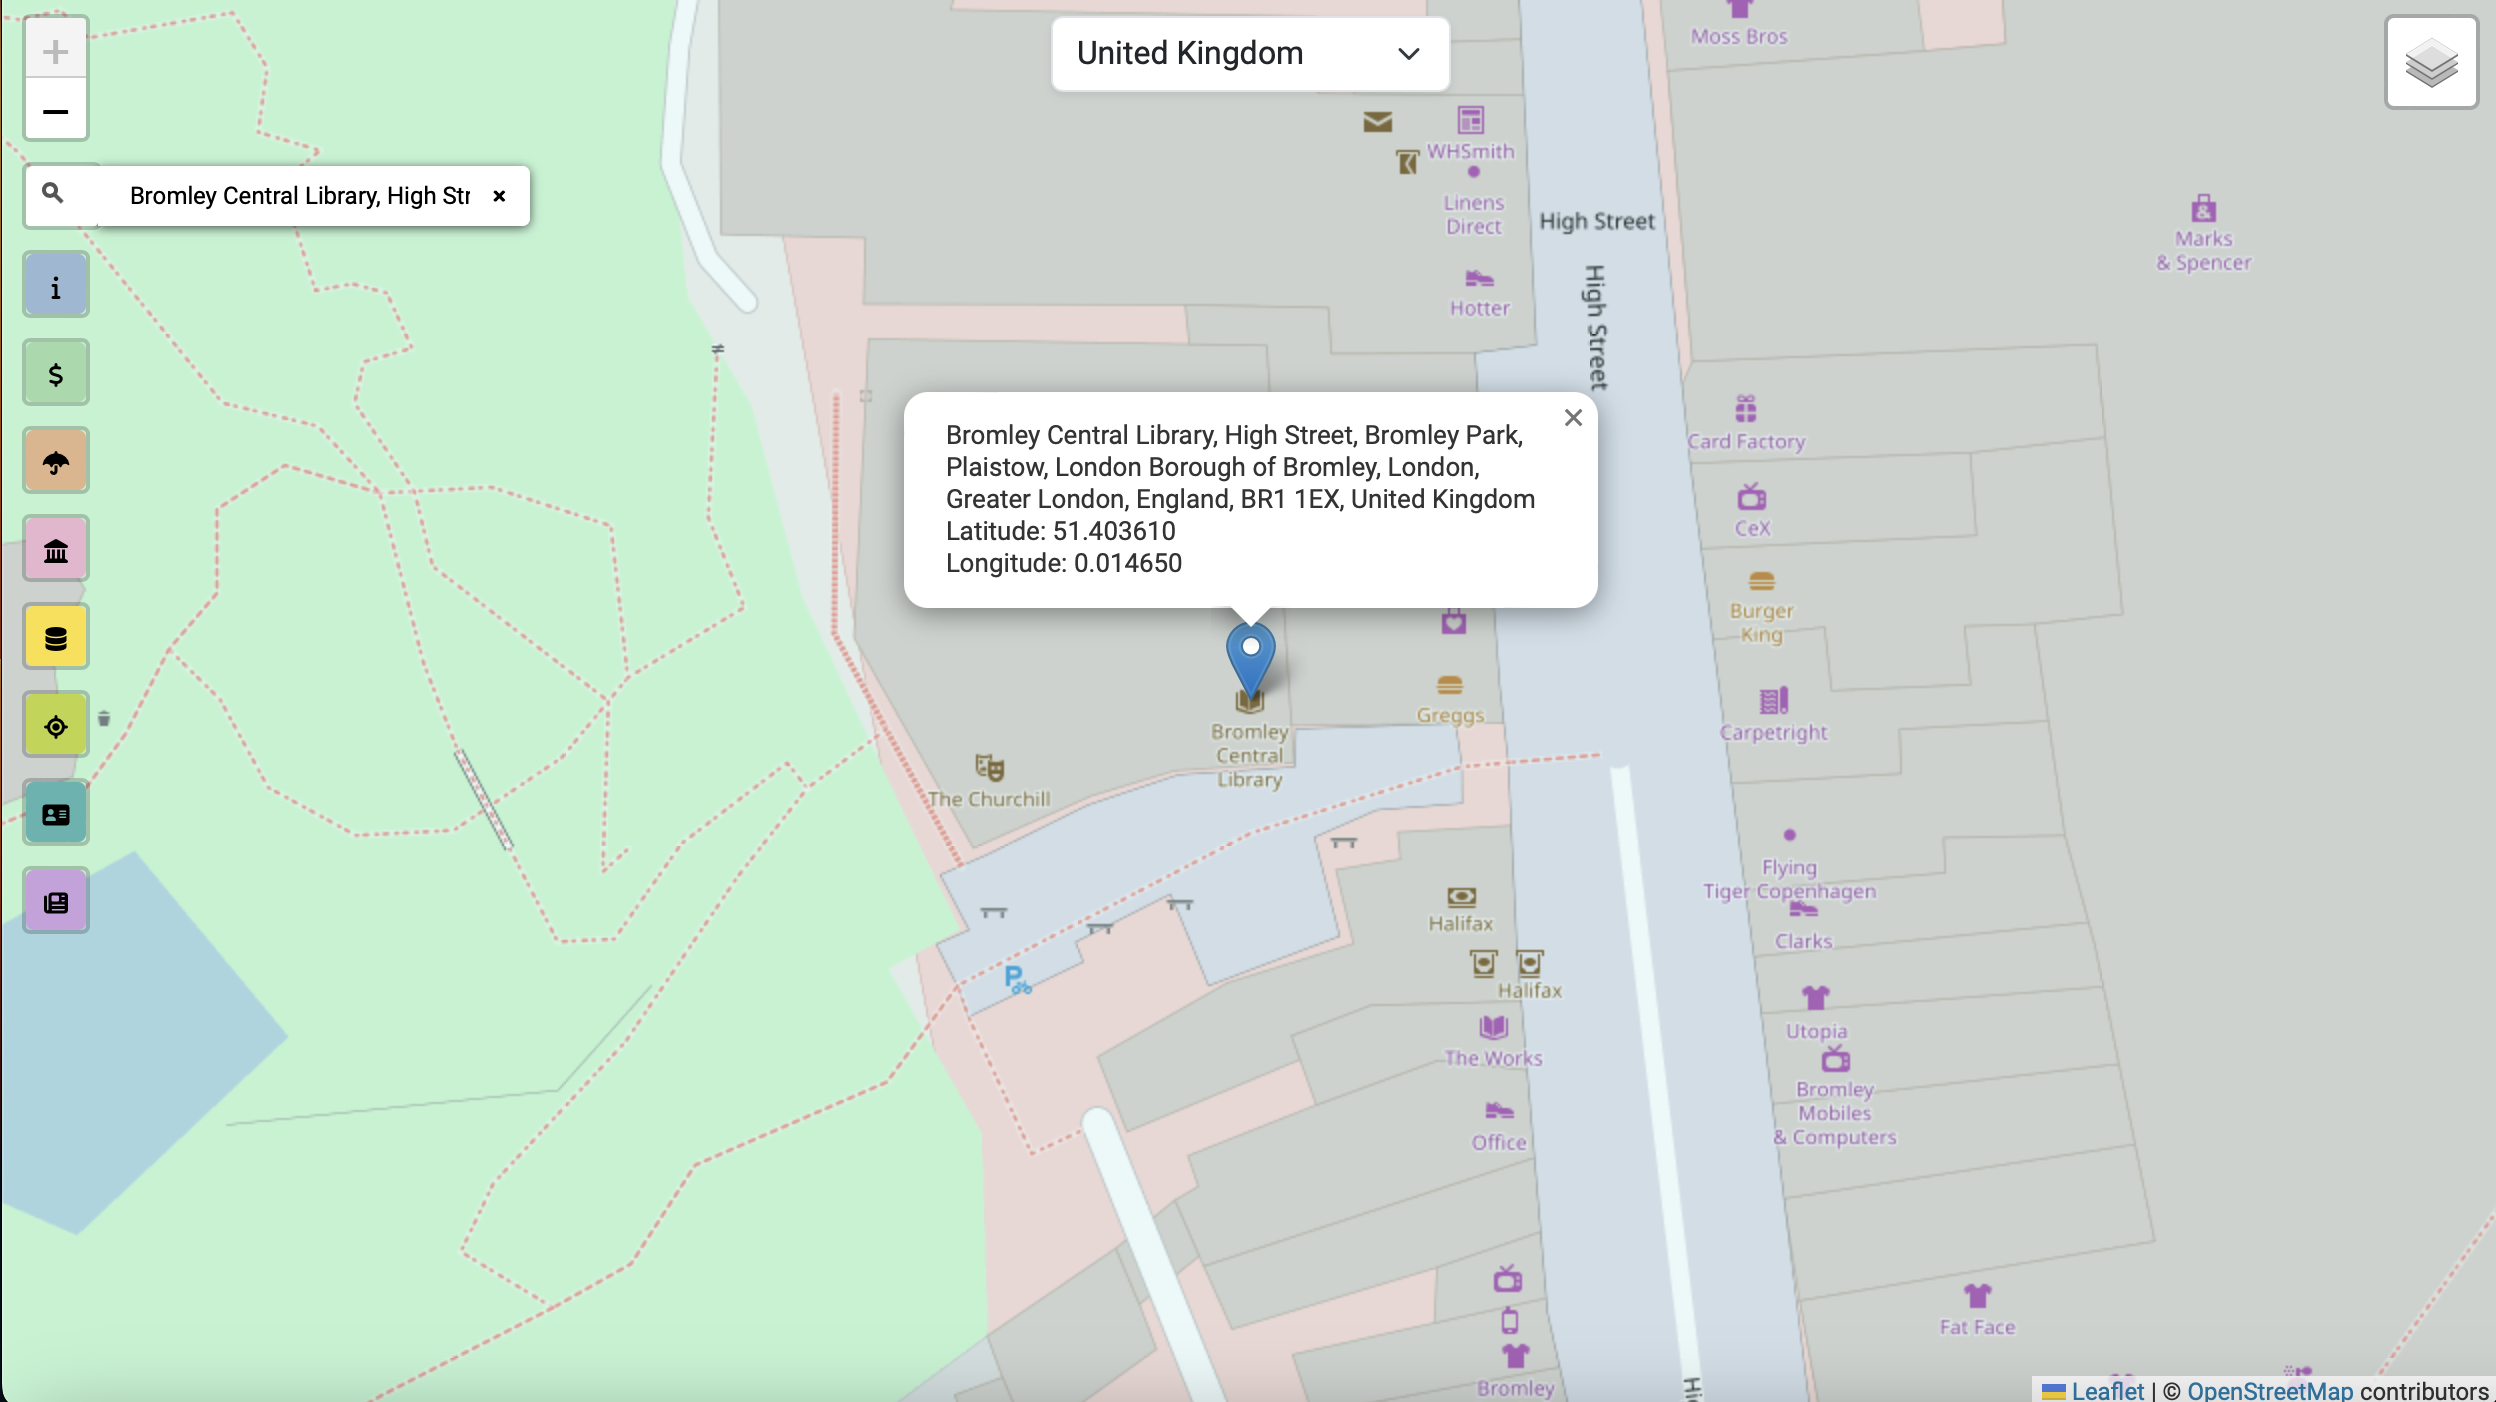 United Kingdom
Bromley Central Library, High Str
Moss Bros
WHSmith
Linens
Direct
High Street
High Street
Hotter
Marks
& Spencer
Bromley Central Library, High Street, Bromley Park,
Plaistow, London Borough of Bromley, London,
Greater London, England, BR1 1EX, United Kingdom
Latitude: 51.403610
Longitude: 0.014650
Card Factory
CeX
Burger
King
Greggs
Carpetright
Bromley
Central
Library
The Churchill
Flying
Tiger Copenhagen
Clarks
Halifax
Halifax
Utopia
The Works
Bromley
Mobiles
& Computers
Office
Fat Face
Bromley
Hi
Leaflet | © OpenStreetMap contributors